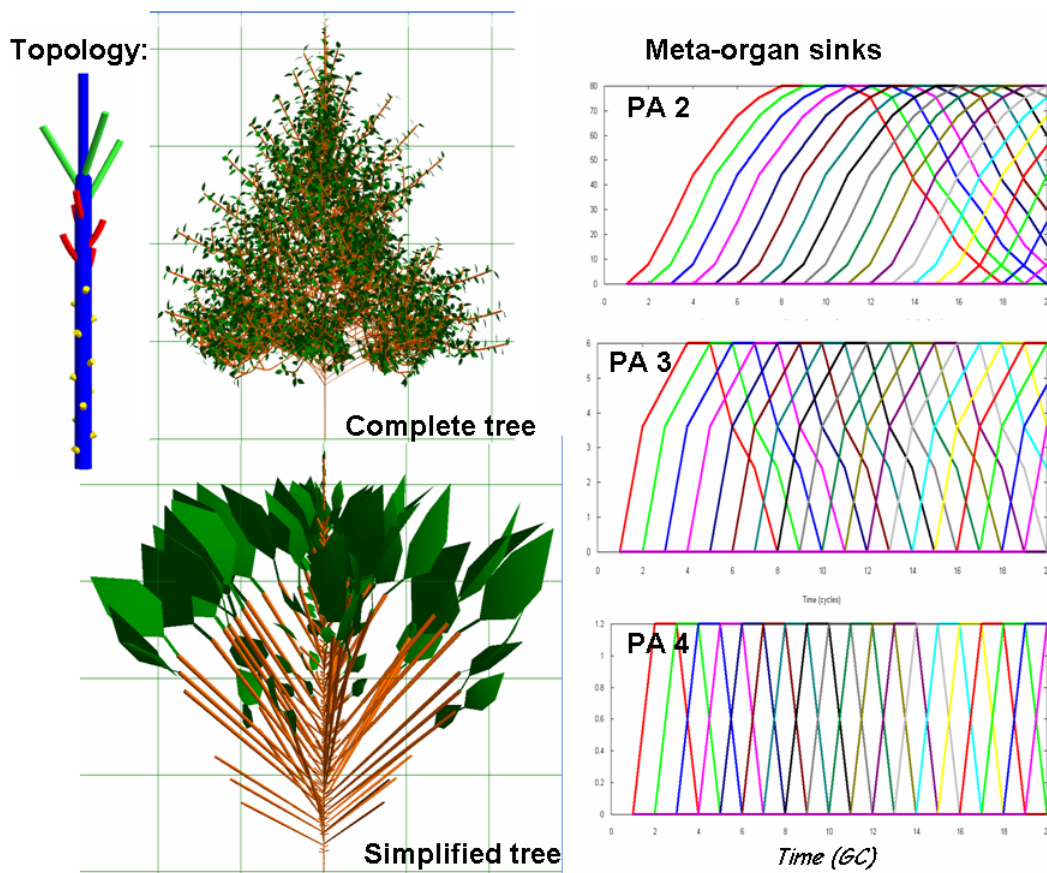 Topology:
Complete tree
Simplified tree
Meta-organ sinks
PA 2
80
70
60
50
40
30
20
10
0
0 2 4 6 8 10 12 14 16 18 20
PA 3
6
5
4
3
2
1
0
0 2 4 6 8 10 12 14 16 18 2
Time (cycles)
PA 4
1.2
1
0.8
0.6
0.4
0.2
0
0 2 4 6 8 10 12 14 16 18 2
Time (GC)